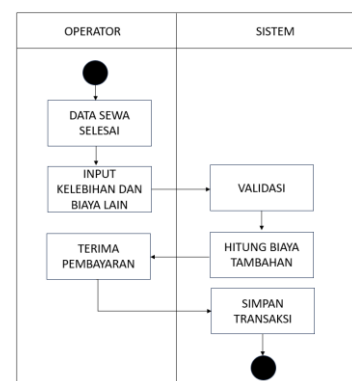 OPERATOR
SISTEM
DATA SEWA
SELESAI
INPUT
KELEBIHAN DAN
BIAYA LAIN
VALIDASI
TERIMA
PEMBAYARAN
HITUNG BIAYA
TAMBAHAN
SIMPAN
TRANSAKSI